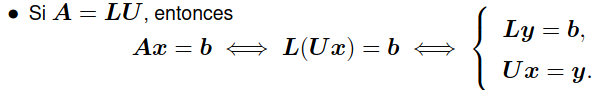 • Si A = LU, entonces
Ax = b ⟺ L(Ux) = b ⟺ { Ly = b,
Ux = y.